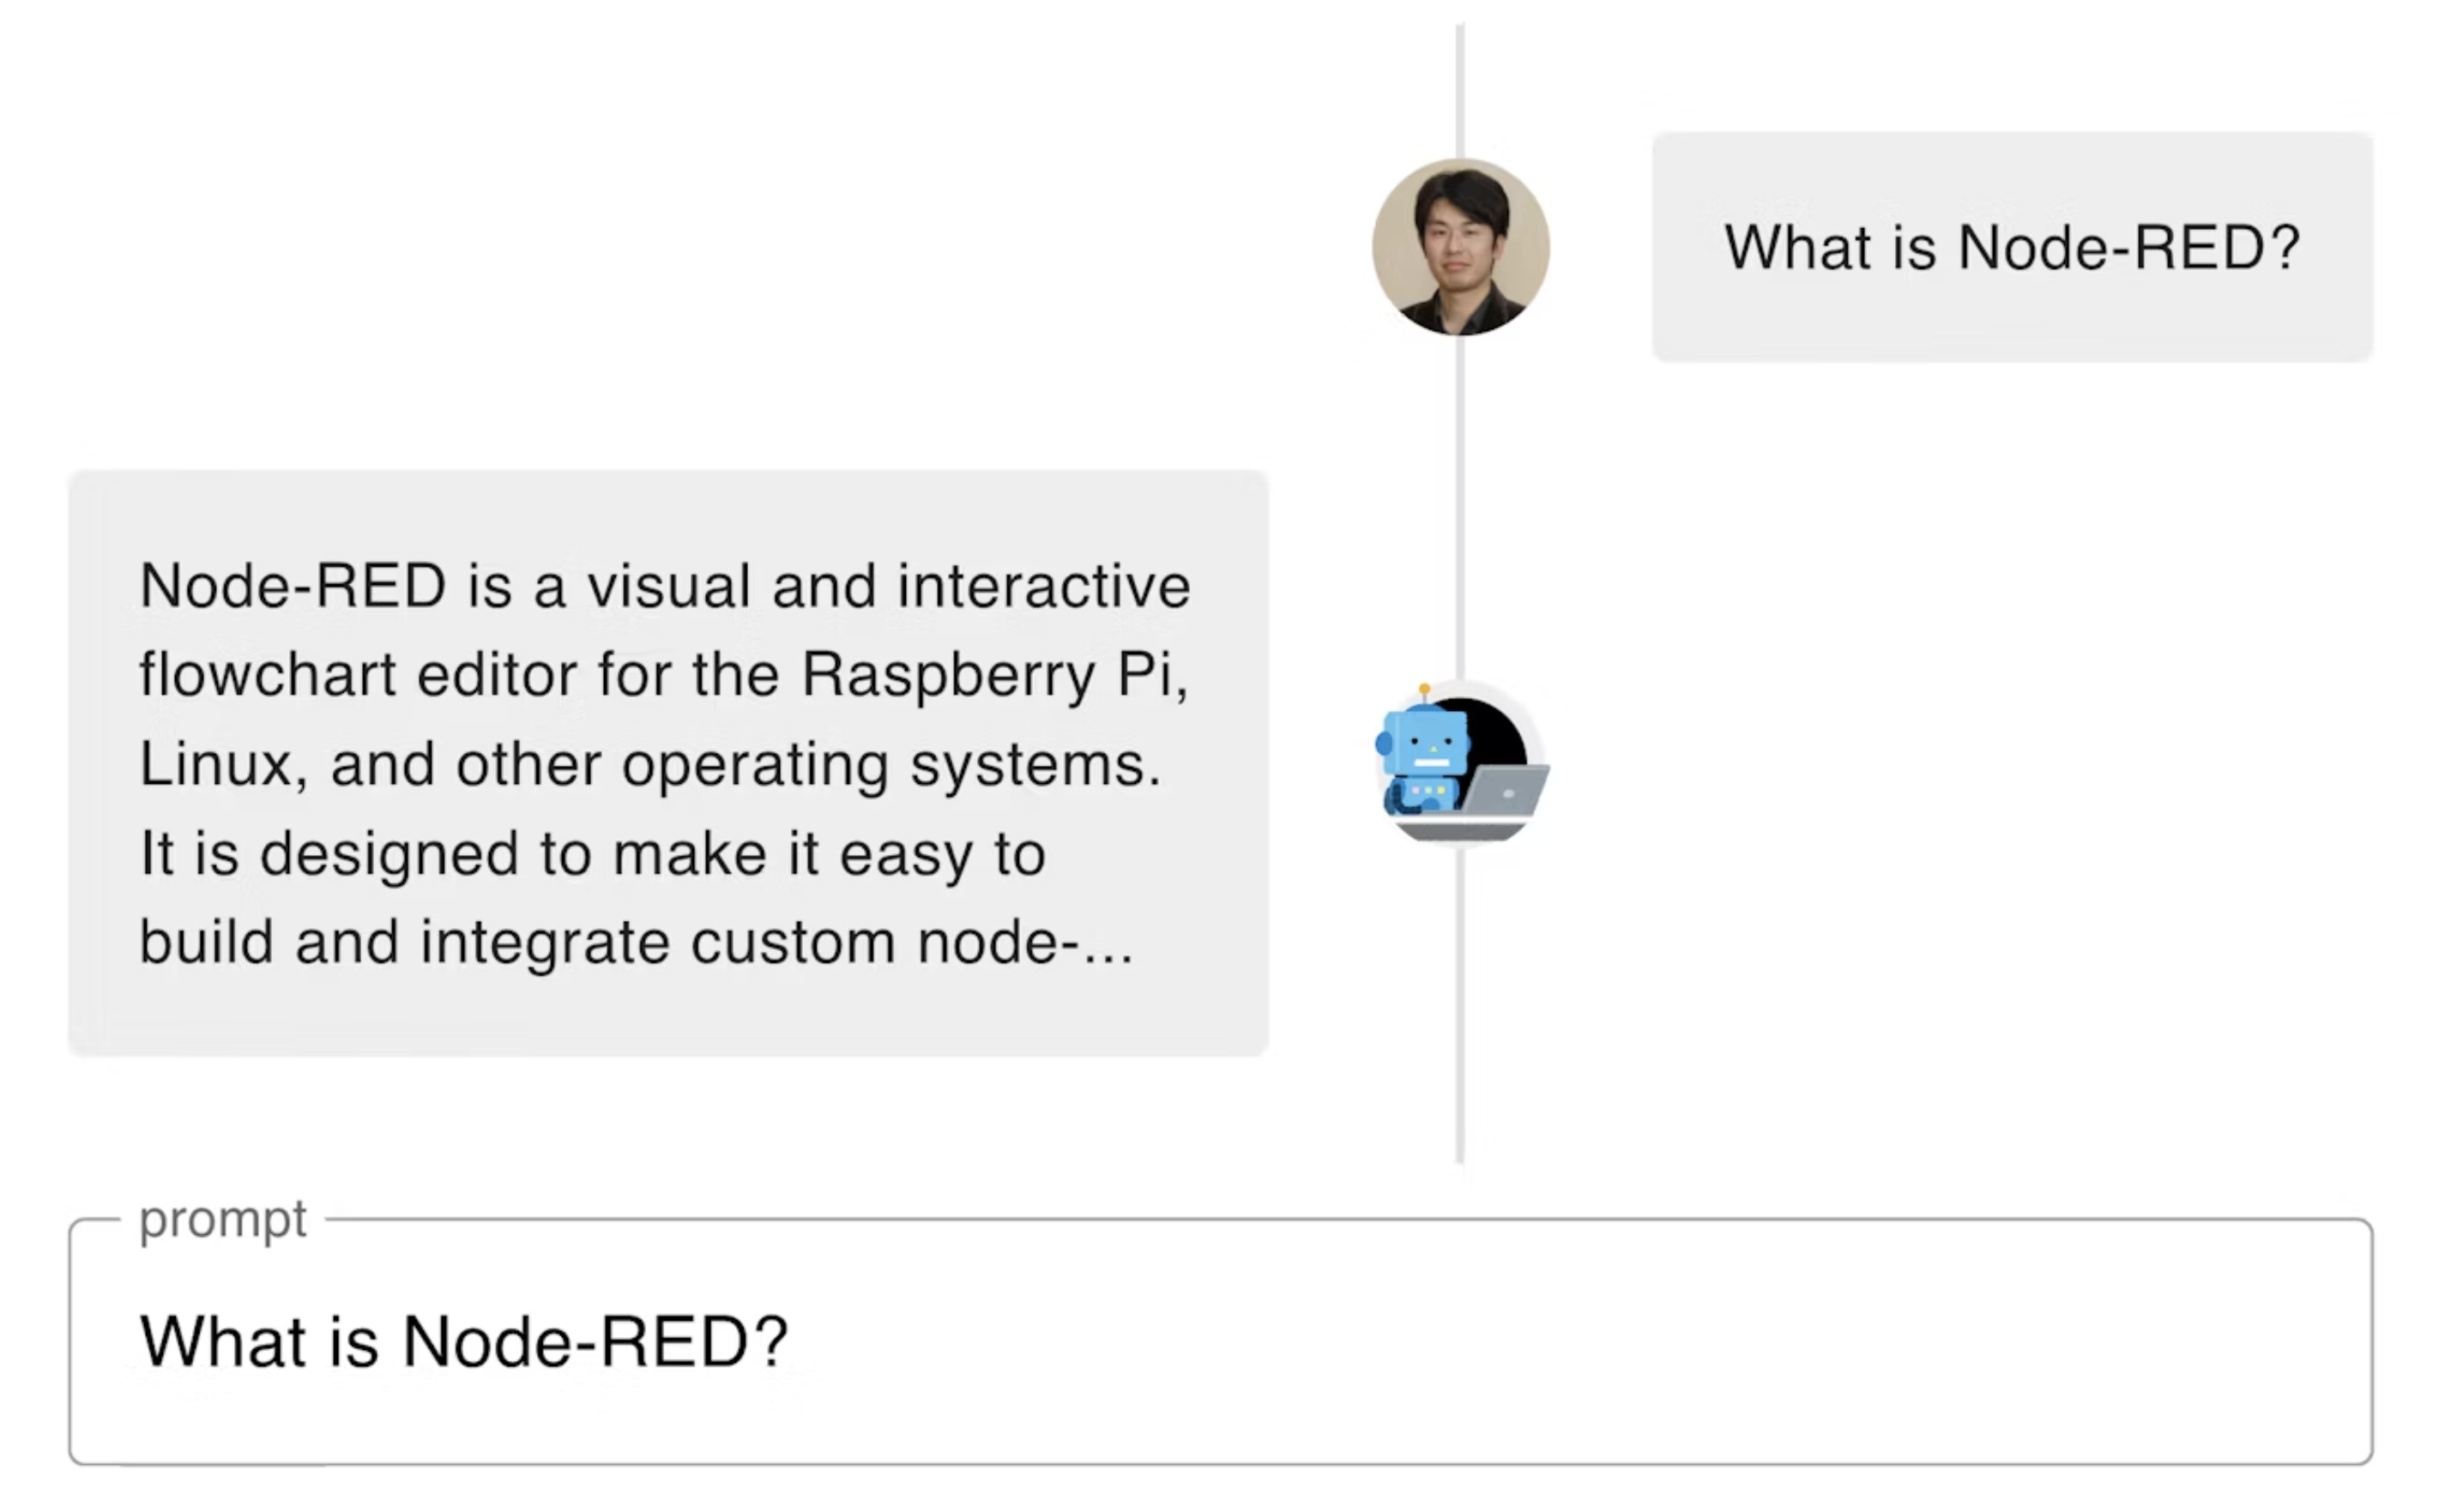 What is Node-RED?
Node-RED is a visual and interactive
flowchart editor for the Raspberry Pi,
Linux, and other operating systems.
It is designed to make it easy to
build and integrate custom node-...
prompt
What is Node-RED?